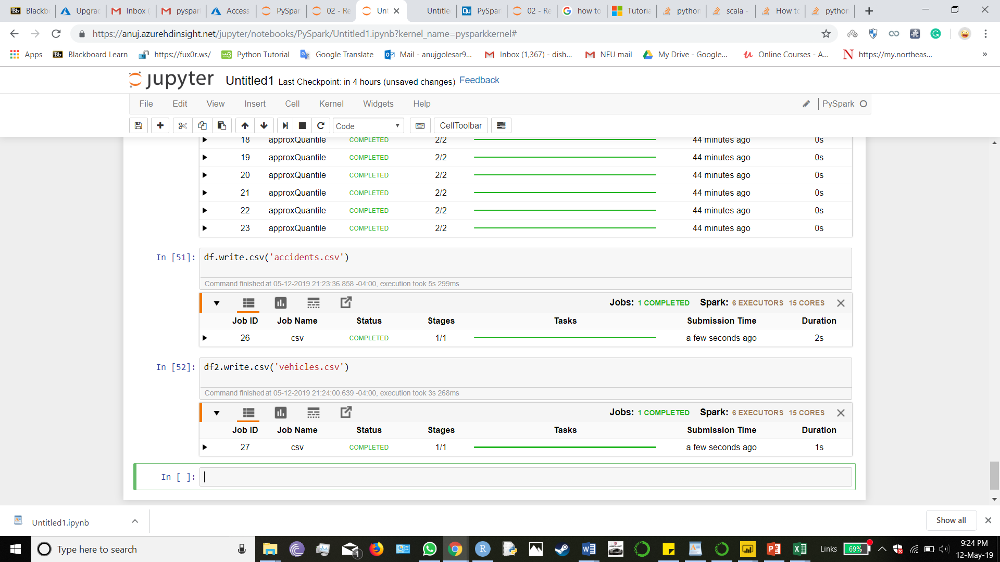 Blackb Upgrad Inbox ( pyspar Access PySpar 02 - Re Unt Untitle PySpar 02 - Re how to Tutoria python scala - How to python
https://anuj.azurehdinsight.net/jupyter/notebooks/PySpark/Untitled1.ipynb?kernel_name=pysparkkernel#
Apps Blackboard Learn https://fux0r.ws/ Python Tutorial Google Translate Mail - anujgolesar9... Inbox (1,367) - dish... NEU mail My Drive - Google... Online Courses - A... https://my.northeas... »
jupyter Untitled1 Last Checkpoint: in 4 hours (unsaved changes) Feedback
File Edit View Insert Cell Kernel Widgets Help PySpark
Code CellToolbar
18 approxQuantile COMPLETED 2/2 44 minutes ago 0s
19 approxQuantile COMPLETED 2/2 44 minutes ago 0s
20 approxQuantile COMPLETED 2/2 44 minutes ago 0s
21 approxQuantile COMPLETED 2/2 44 minutes ago 0s
22 approxQuantile COMPLETED 2/2 44 minutes ago 0s
23 approxQuantile COMPLETED 2/2 44 minutes ago 0s
In [51]: df.write.csv('accidents.csv')
Command finished at 05-12-2019 21:23:36.858 -04:00, execution took 5s 299ms
Jobs: 1 COMPLETED Spark: 6 EXECUTORS 15 CORES
Job ID Job Name Status Stages Tasks Submission Time Duration
26 csv COMPLETED 1/1 a few seconds ago 2s
In [52]: df2.write.csv('vehicles.csv')
Command finished at 05-12-2019 21:24:00.639 -04:00, execution took 3s 268ms
Jobs: 1 COMPLETED Spark: 6 EXECUTORS 15 CORES
Job ID Job Name Status Stages Tasks Submission Time Duration
27 csv COMPLETED 1/1 a few seconds ago 1s
In [ ]:
Untitled1.ipynb Show all
Type here to search Links 69% 9:24 PM
12-May-19